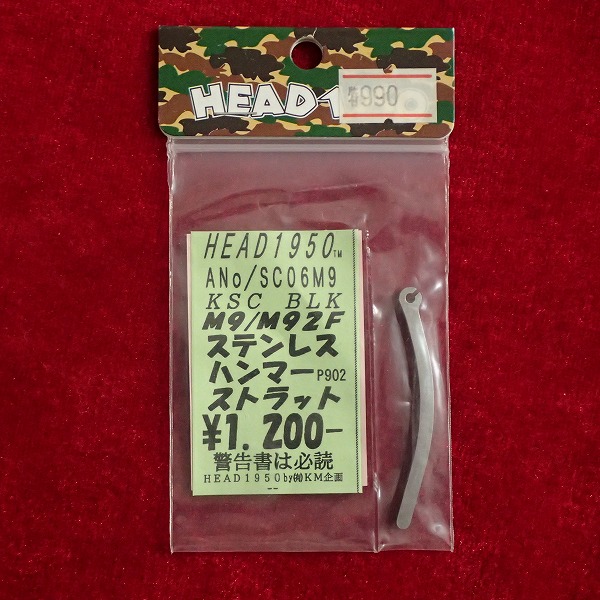 HEAD1
¥990
HEAD1950™
ANo/SC06M9
KSC BLK
M9/M92F
ステンレス
ハンマー P902
ストラット
¥1,200-
警告書は必読
HEAD1950by㈲KM企画